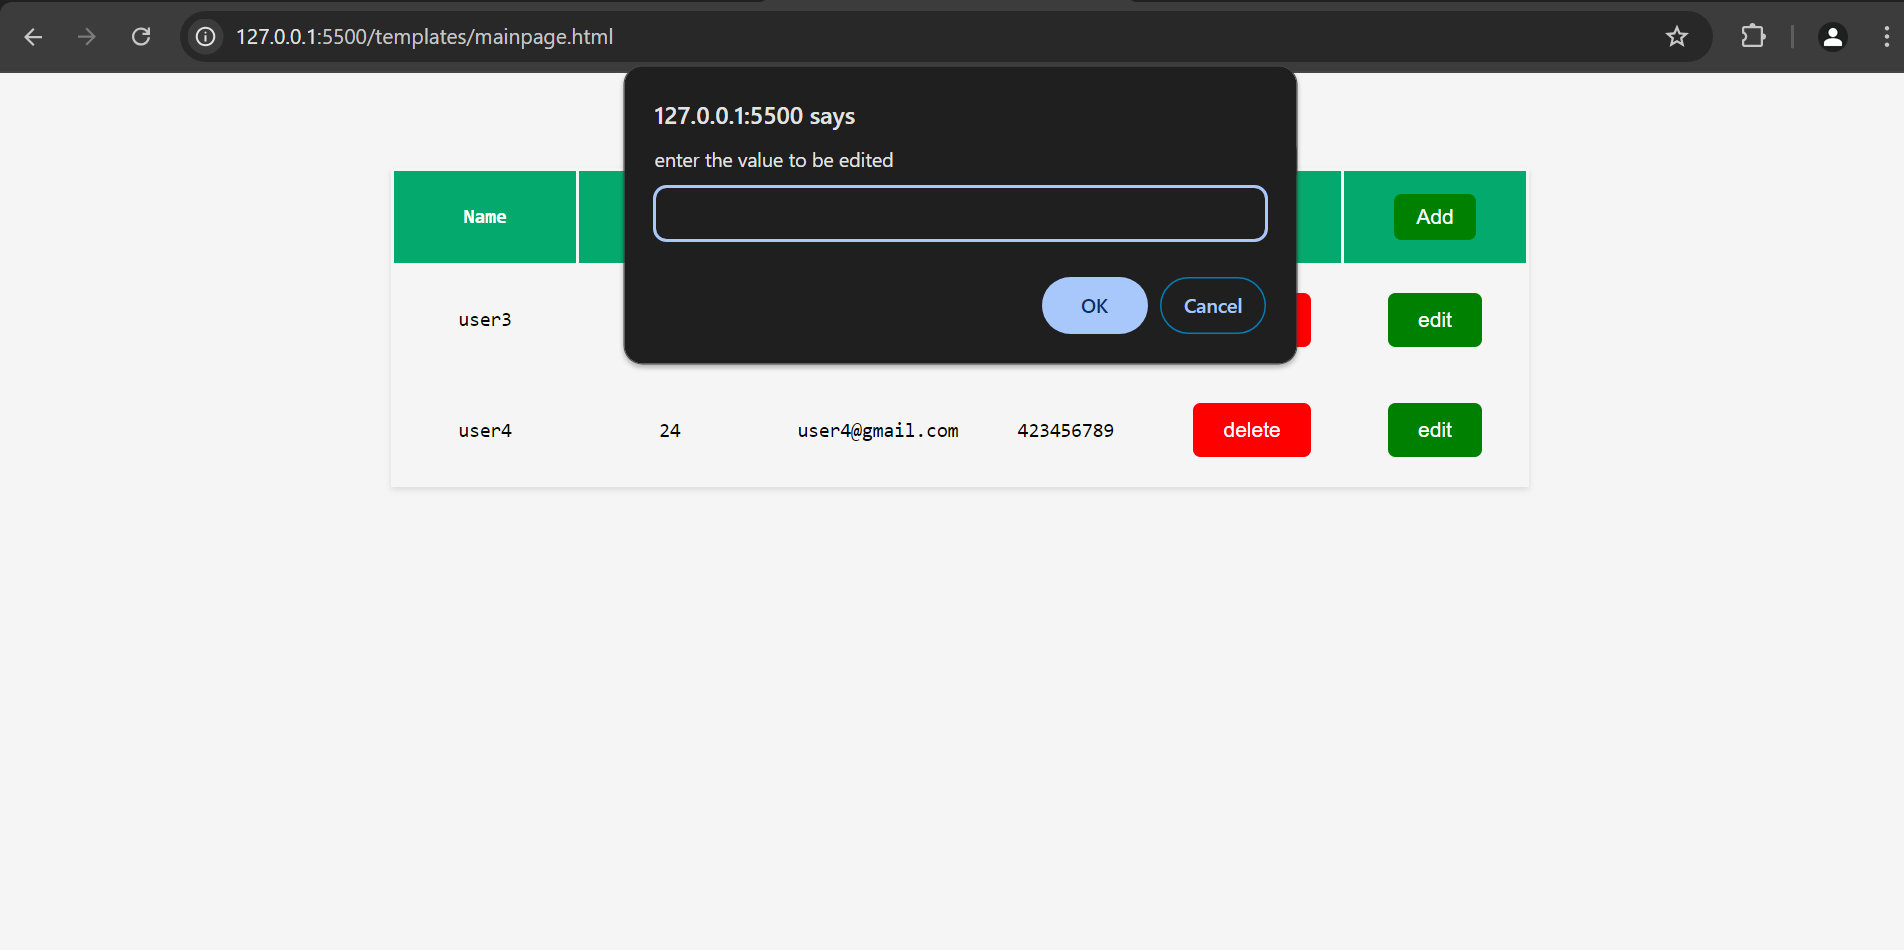 127.0.0.1:5500/templates/mainpage.html
127.0.0.1:5500 says
enter the value to be edited
OK Cancel
Name Add
user3 edit
user4 24 user4@gmail.com 423456789 delete edit